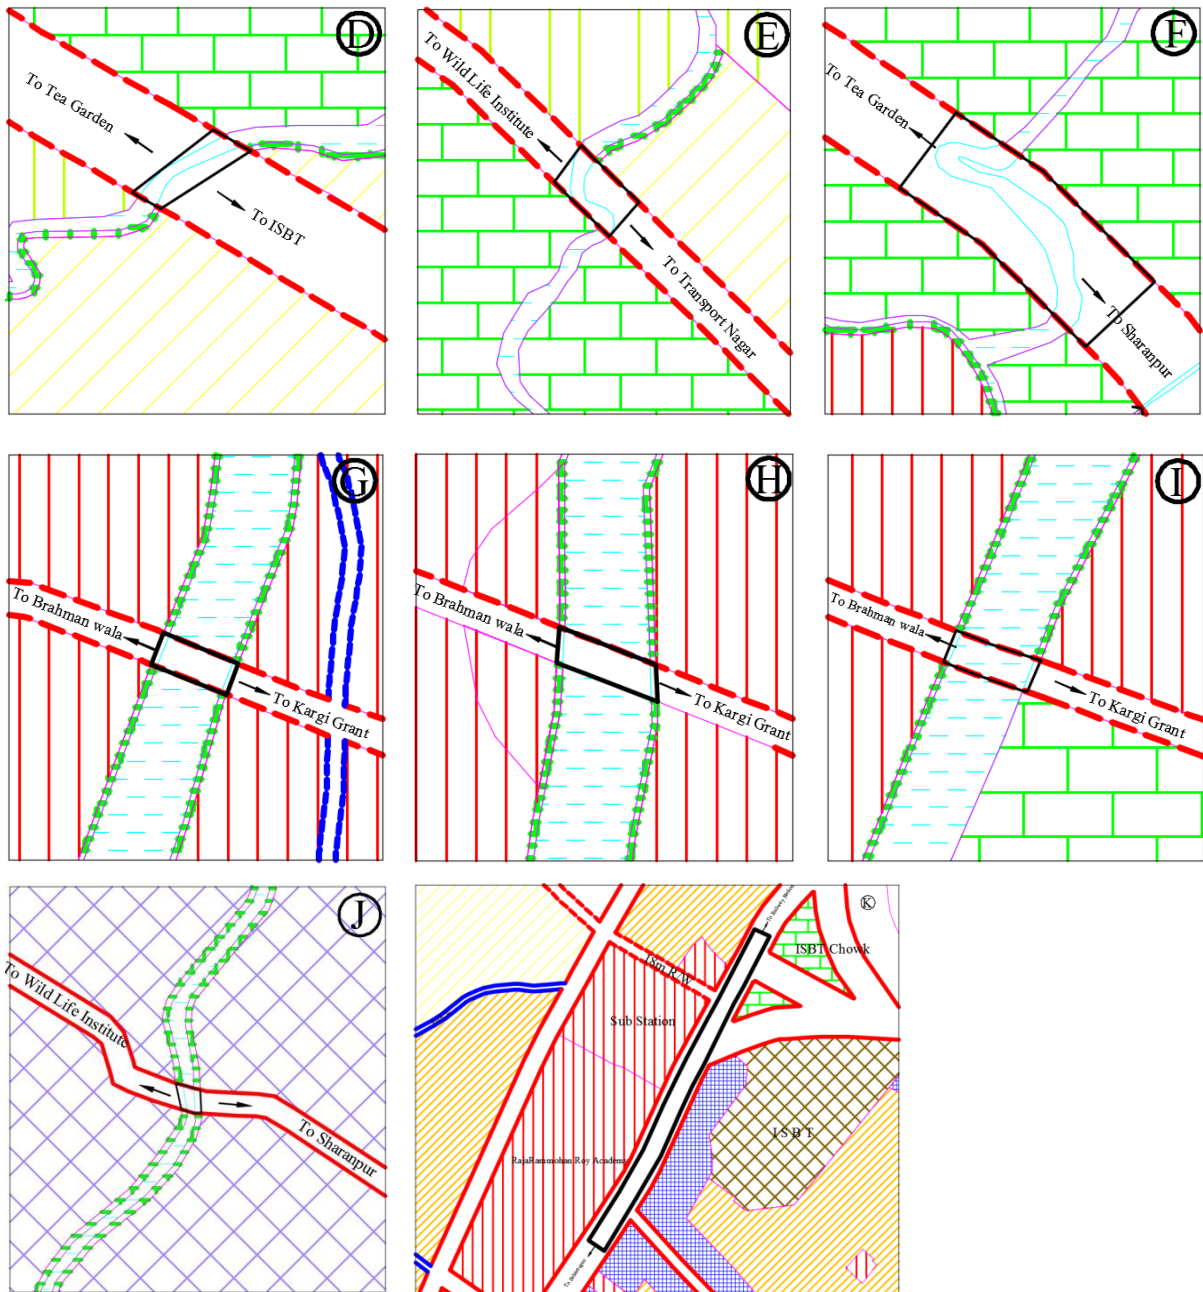 D
To Tea Garden
To ISBT
E
To Wild Life Institute
To Transport Nagar
F
To Tea Garden
To Sharanpur
G
To Brahman wala
To Kargi Grant
H
To Brahman wala
To Kargi Grant
I
To Brahman wala
To Kargi Grant
J
To Wild Life Institute
To Sharanpur
K
ISBT Chowk
18m R/W
Sub Station
I S B T
RajaRammohan Roy Academy